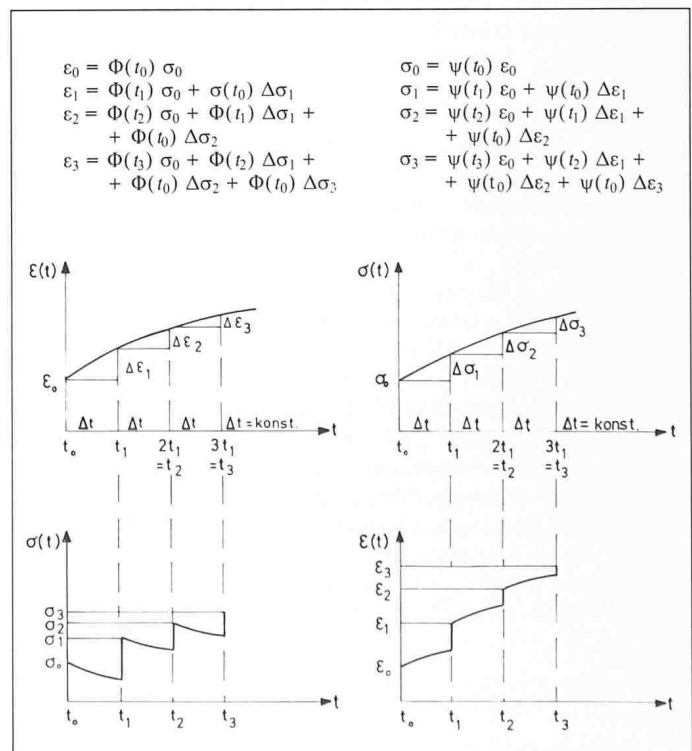 ε₀ = Φ(t₀) σ₀
ε₁ = Φ(t₁) σ₀ + σ(t₀) Δσ₁
ε₂ = Φ(t₂) σ₀ + Φ(t₁) Δσ₁ +
+ Φ(t₀) Δσ₂
ε₃ = Φ(t₃) σ₀ + Φ(t₂) Δσ₁ +
+ Φ(t₀) Δσ₂ + Φ(t₀) Δσ₃
σ₀ = ψ(t₀) ε₀
σ₁ = ψ(t₁) ε₀ + ψ(t₀) Δε₁
σ₂ = ψ(t₂) ε₀ + ψ(t₁) Δε₁ +
+ ψ(t₀) Δε₂
σ₃ = ψ(t₃) ε₀ + ψ(t₂) Δε₁ +
+ ψ(t₀) Δε₂ + ψ(t₀) Δε₃
ε(t)
Δε₃
Δε₂
Δε₁
ε₀
Δt Δt Δt Δt = konst.
t
t₀ t₁ 2t₁ 3t₁
=t₂ =t₃
σ(t)
Δσ₃
Δσ₂
Δσ₁
σ₀
Δt Δt Δt Δt = konst.
t
t₀ t₁ 2t₁ 3t₁
=t₂ =t₃
σ(t)
σ₃
σ₂
σ₁
σ₀
t
t₀ t₁ t₂ t₃
ε(t)
ε₃
ε₂
ε₁
ε₀
t
t₀ t₁ t₂ t₃